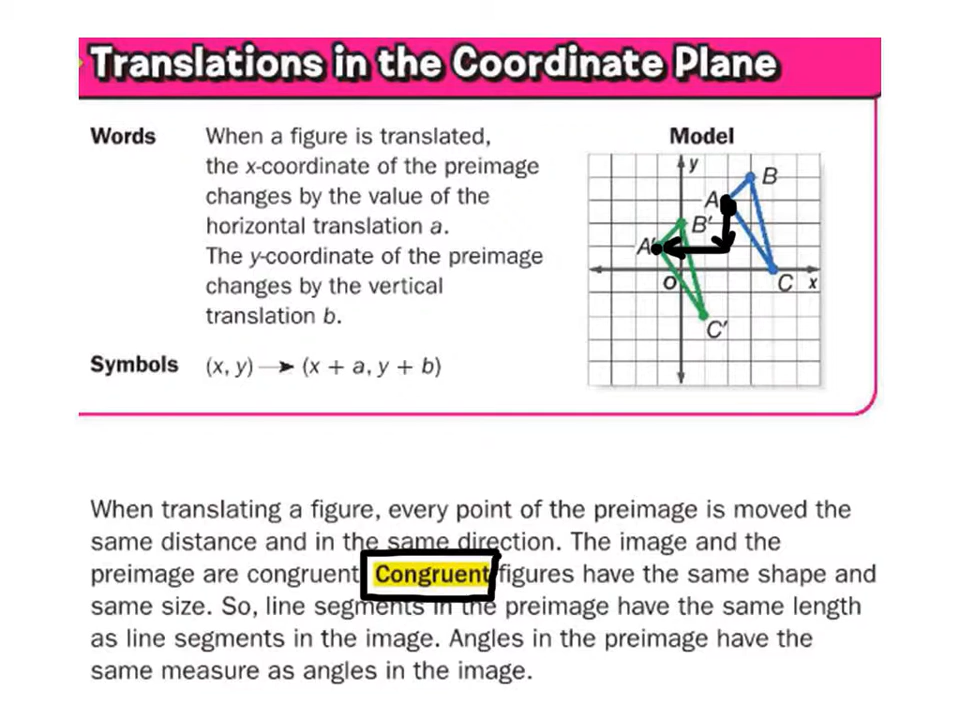 Translations in the Coordinate Plane
Words
When a figure is translated,
the x-coordinate of the preimage
changes by the value of the
horizontal translation a.
The y-coordinate of the preimage
changes by the vertical
translation b.
Symbols
(x, y) → (x + a, y + b)
Model
y
B
A
B'
A'
O
C
x
C'
When translating a figure, every point of the preimage is moved the
same distance and in the same direction. The image and the
preimage are congruent. Congruent figures have the same shape and
same size. So, line segments in the preimage have the same length
as line segments in the image. Angles in the preimage have the
same measure as angles in the image.